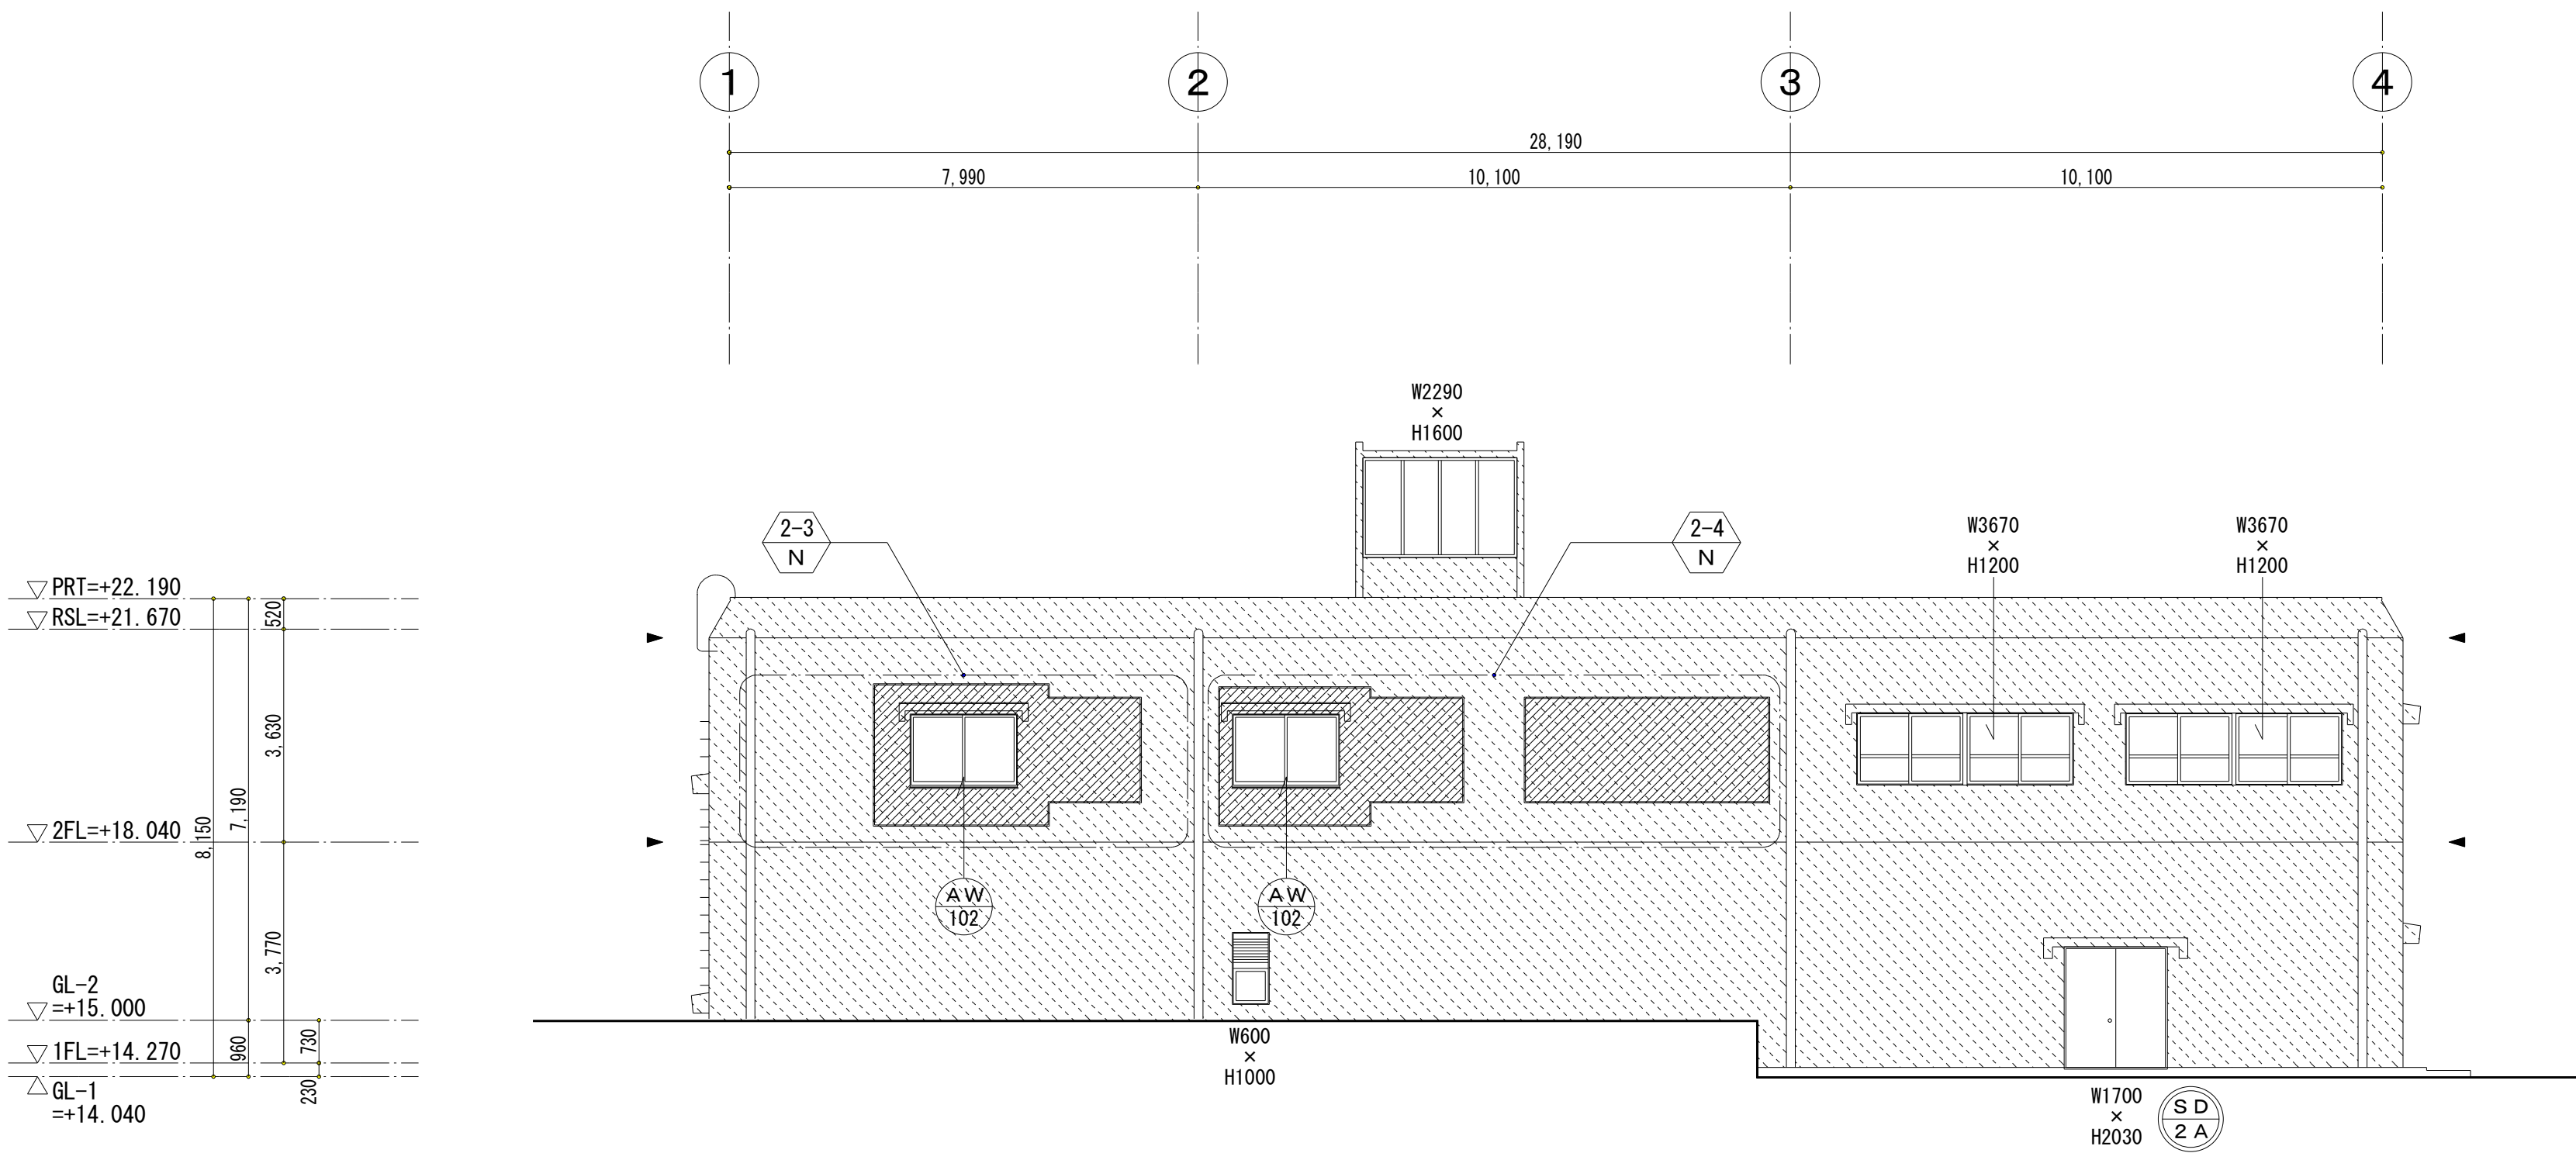 1
2
3
4
28,190
7,990
10,100
10,100
W2290
×
H1600
2-3
N
2-4
N
W3670
×
H1200
W3670
×
H1200
PRT=+22.190
RSL=+21.670
520
3,630
7,190
8,150
2FL=+18.040
3,770
AW
102
AW
102
GL-2
=+15.000
960
730
1FL=+14.270
230
GL-1
=+14.040
W600
×
H1000
W1700
×
H2030
SD
2A